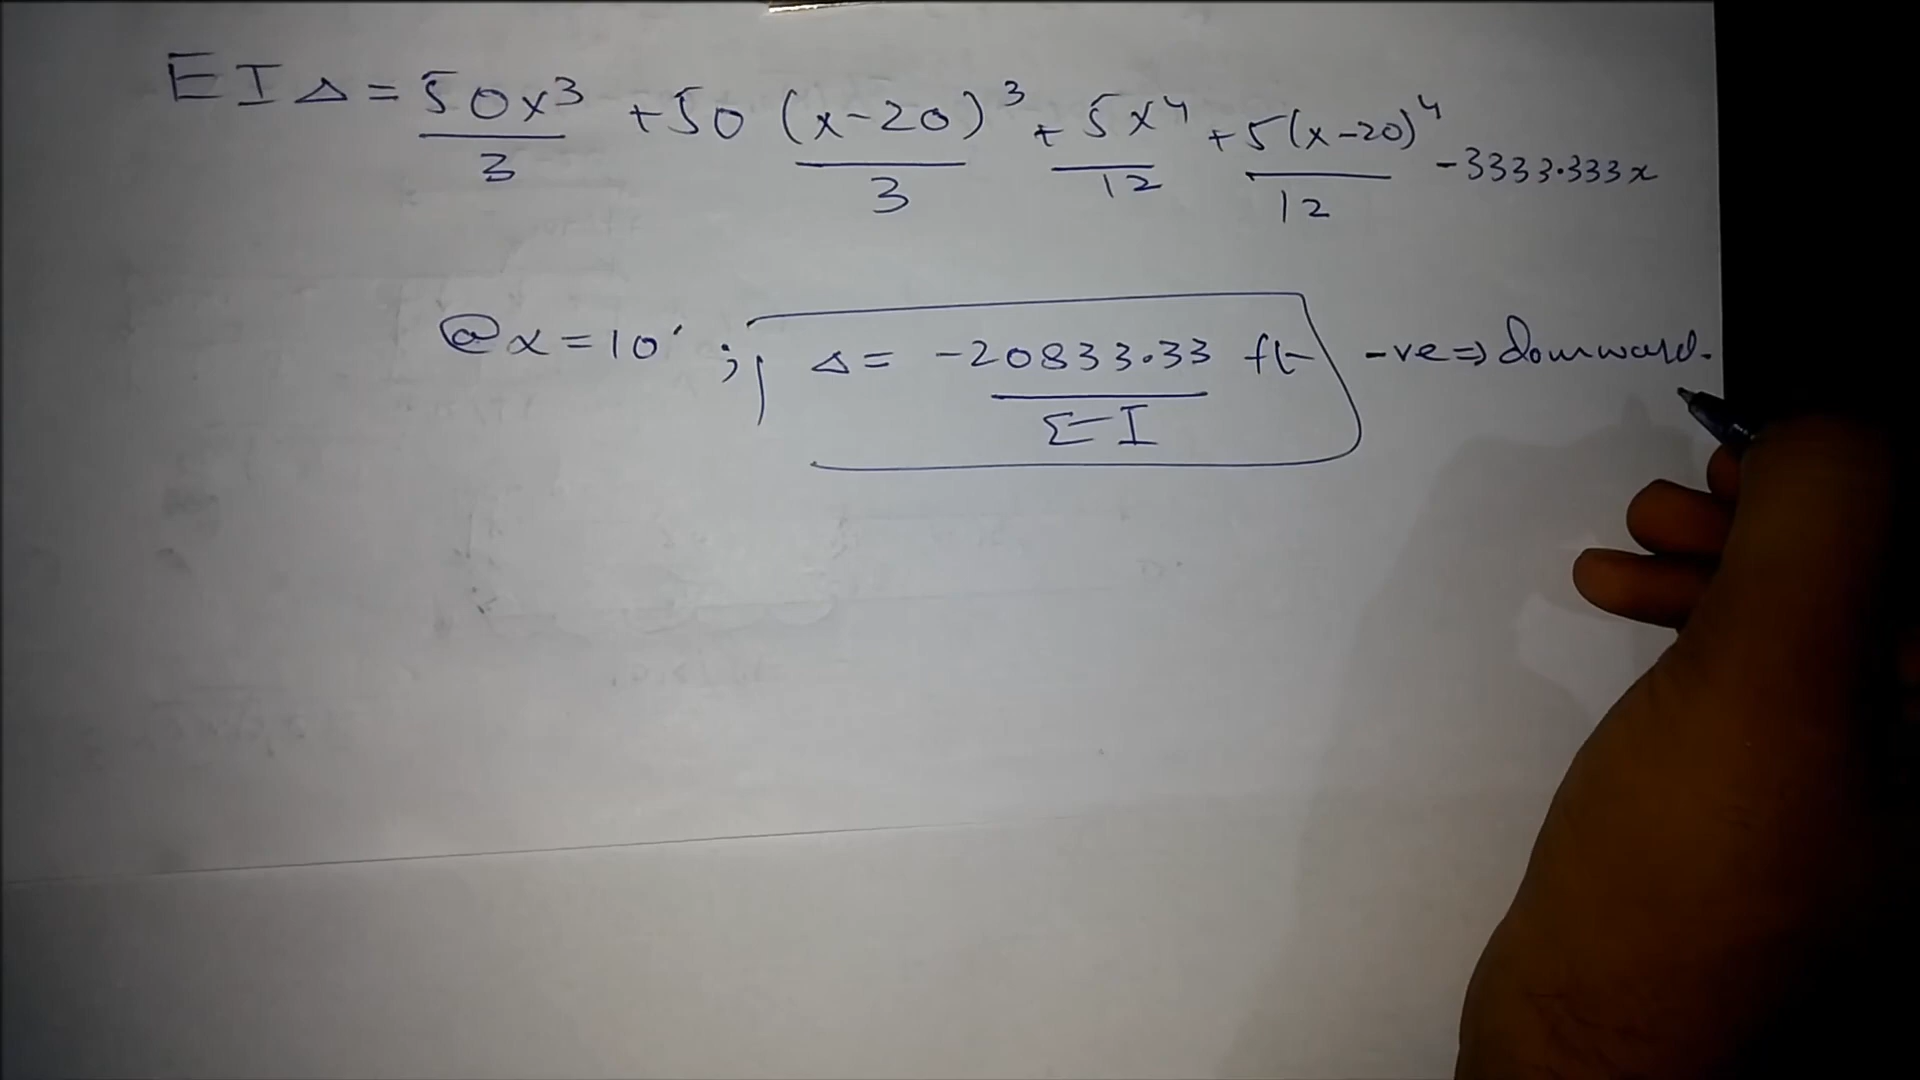 EIΔ = 50x³/3 + 50 (x-20)³/3 + 5x⁴/12 + 5(x-20)⁴/12 - 3333.333x
@ x = 10' ; Δ = -20833.33/EI ft -ve ⇒ Downward.